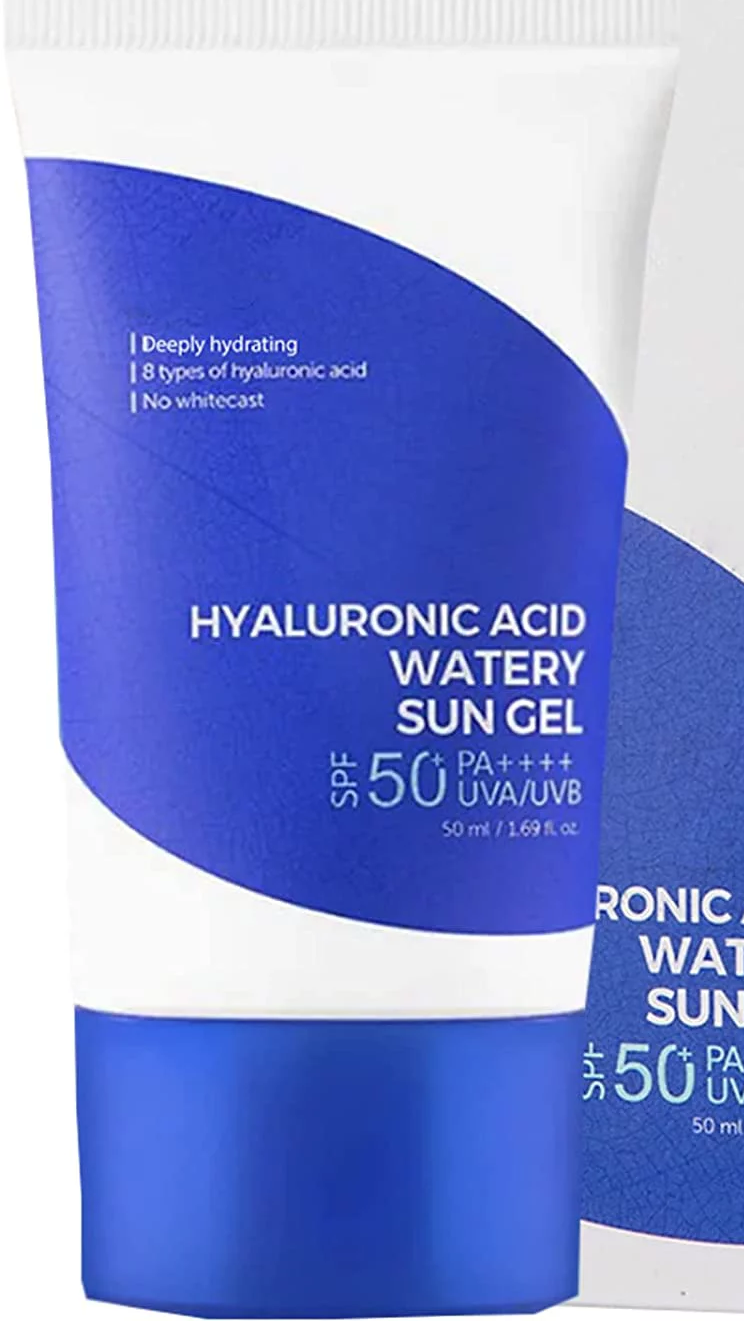 Deeply hydrating
8 types of hyaluronic acid
No whitecast
HYALURONIC ACID
WATERY
SUN GEL
SPF 50+ PA++++
UVA/UVB
50 ml / 1.69 fl. oz.
RONIC A
WAT
SUN
SPF 50+ PA
UV
50 ml